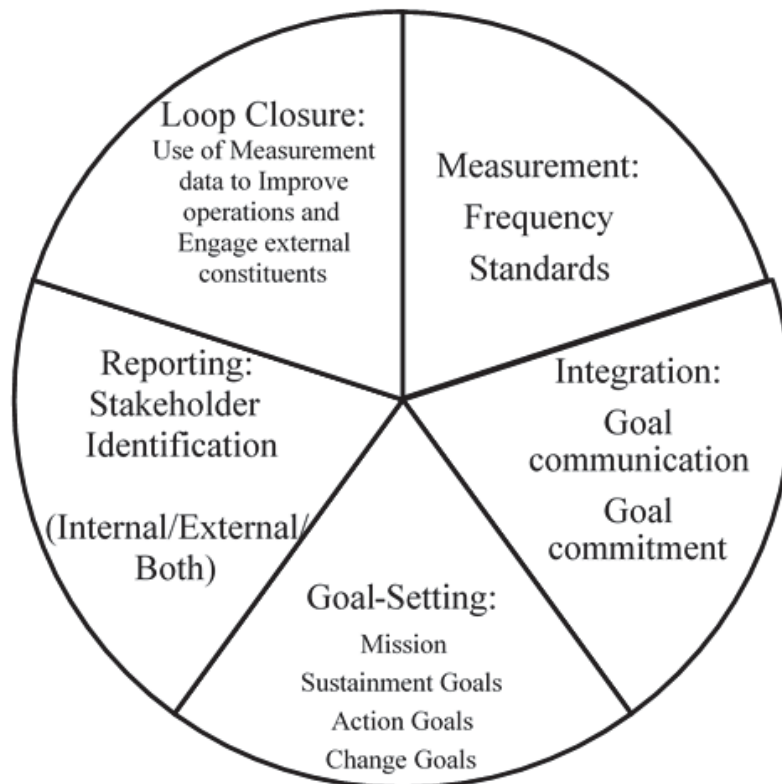 Loop Closure:
Use of Measurement
data to Improve
operations and
Engage external
constituents
Measurement:
Frequency
Standards
Integration:
Goal
communication
Goal
commitment
Goal-Setting:
Mission
Sustainment Goals
Action Goals
Change Goals
Reporting:
Stakeholder
Identification
(Internal/External/
Both)